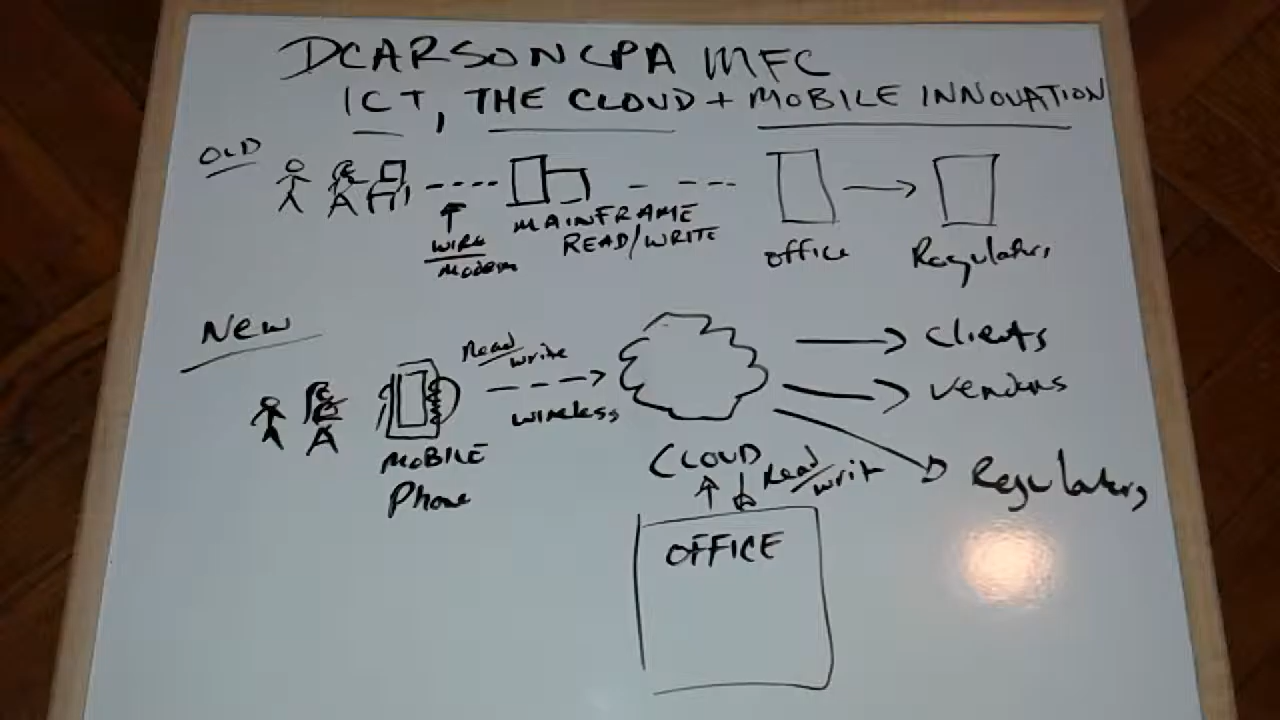 DCARSONCPA MFC
ICT, THE CLOUD + MOBILE INNOVATION
OLD
WIRE
MODEM
MAINFRAME
READ/WRITE
office
Regulators
New
Read/write
wireless
MOBILE
Phone
CLOUD
Read/write
OFFICE
Clients
Vendors
Regulators